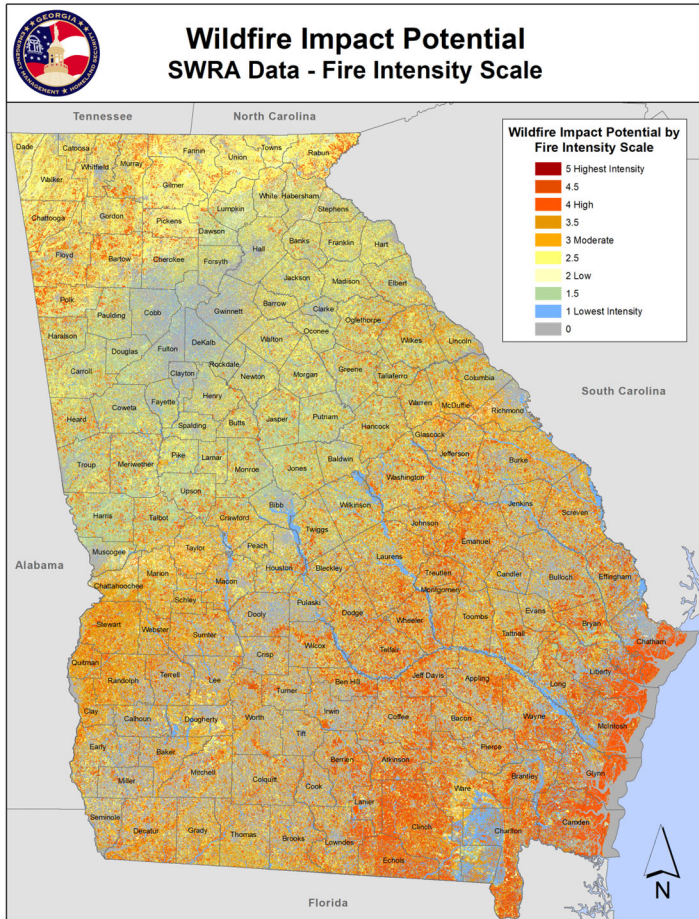 GEORGIA
EMERGENCY MANAGEMENT
HOMELAND SECURITY
Wildfire Impact Potential
SWRA Data - Fire Intensity Scale
Tennessee
North Carolina
Wildfire Impact Potential by
Fire Intensity Scale
5 Highest Intensity
4.5
4 High
3.5
3 Moderate
2.5
2 Low
1.5
1 Lowest Intensity
0
Dade
Catoosa
Whitfield
Murray
Fannin
Union
Towns
Rabun
Walker
Gilmer
White
Habersham
Stephens
Chattooga
Gordon
Pickens
Lumpkin
Dawson
Banks
Franklin
Hart
Floyd
Bartow
Cherokee
Forsyth
Hall
Jackson
Madison
Elbert
Polk
Paulding
Cobb
Gwinnett
Barrow
Clarke
Oglethorpe
Haralson
Douglas
Fulton
DeKalb
Walton
Oconee
Wilkes
Lincoln
Carroll
Clayton
Rockdale
Newton
Morgan
Greene
Taliaferro
Columbia
South Carolina
Heard
Coweta
Fayette
Henry
Spalding
Butts
Jasper
Putnam
Hancock
Warren
McDuffie
Richmond
Glascock
Troup
Meriwether
Pike
Lamar
Monroe
Jones
Baldwin
Washington
Jefferson
Burke
Upson
Harris
Talbot
Crawford
Bibb
Wilkinson
Twiggs
Johnson
Jenkins
Screven
Emanuel
Muscogee
Taylor
Peach
Houston
Bleckley
Laurens
Treutlen
Candler
Bulloch
Effingham
Alabama
Chattahoochee
Marion
Macon
Schley
Dooly
Pulaski
Dodge
Wheeler
Montgomery
Toombs
Evans
Bryan
Tattnall
Chatham
Stewart
Webster
Sumter
Crisp
Wilcox
Telfair
Quitman
Randolph
Terrell
Lee
Turner
Ben Hill
Jeff Davis
Appling
Long
Liberty
Clay
Calhoun
Dougherty
Worth
Irwin
Tift
Coffee
Bacon
Wayne
McIntosh
Early
Baker
Mitchell
Miller
Colquitt
Cook
Berrien
Atkinson
Pierce
Brantley
Glynn
Lanier
Ware
Seminole
Decatur
Grady
Thomas
Brooks
Lowndes
Clinch
Echols
Charlton
Camden
Florida
N